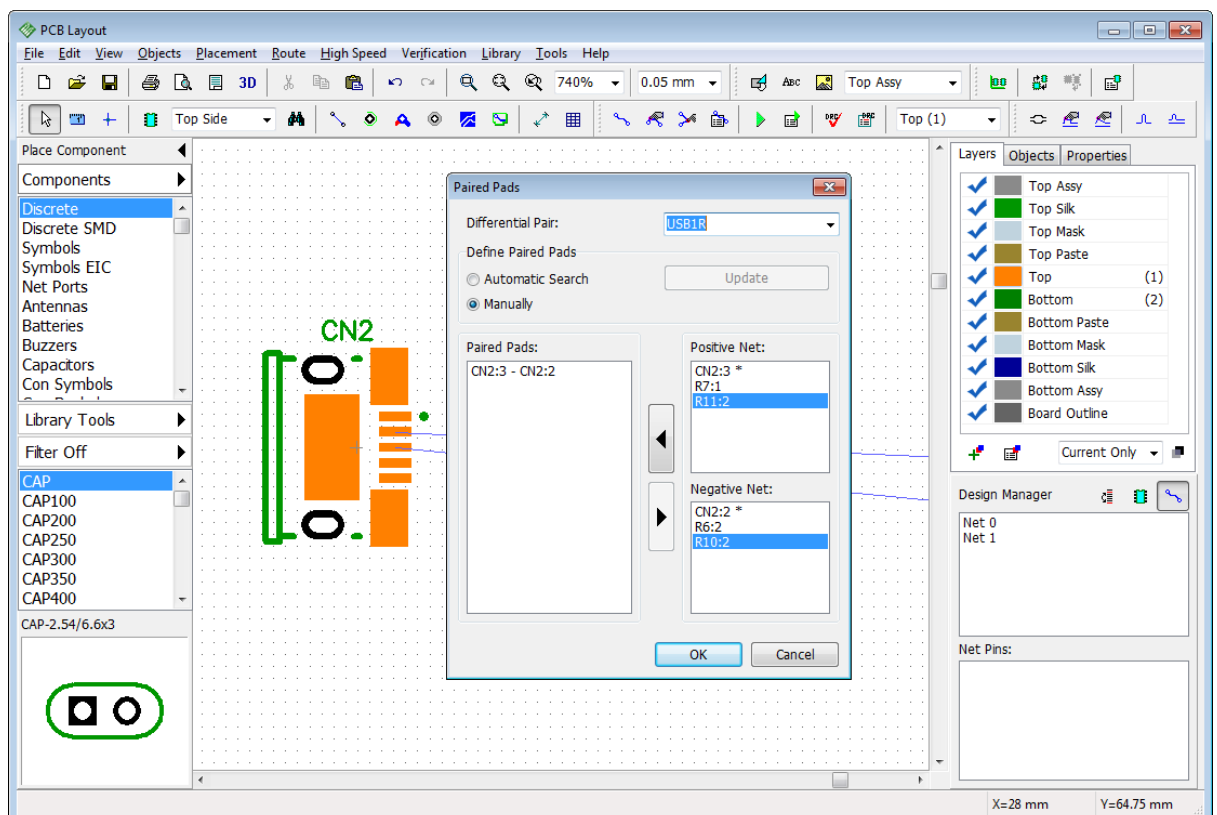 PCB Layout
File Edit View Objects Placement Route High Speed Verification Library Tools Help
3D 740% 0.05 mm ABC Top Assy
Top Side DRC DRC Top (1)
Place Component
Components
Discrete
Discrete SMD
Symbols
Symbols EIC
Net Ports
Antennas
Batteries
Buzzers
Capacitors
Con Symbols
Library Tools
Filter Off
CAP
CAP100
CAP200
CAP250
CAP300
CAP350
CAP400
CAP-2.54/6.6x3
CN2
Paired Pads
Differential Pair: USB1R
Define Paired Pads
Automatic Search Update
Manually
Paired Pads:
CN2:3 - CN2:2
Positive Net:
CN2:3 *
R7:1
R11:2
Negative Net:
CN2:2 *
R6:2
R10:2
OK Cancel
Layers Objects Properties
Top Assy
Top Silk
Top Mask
Top Paste
Top (1)
Bottom (2)
Bottom Paste
Bottom Mask
Bottom Silk
Bottom Assy
Board Outline
Current Only
Design Manager
Net 0
Net 1
Net Pins:
X=28 mm Y=64.75 mm